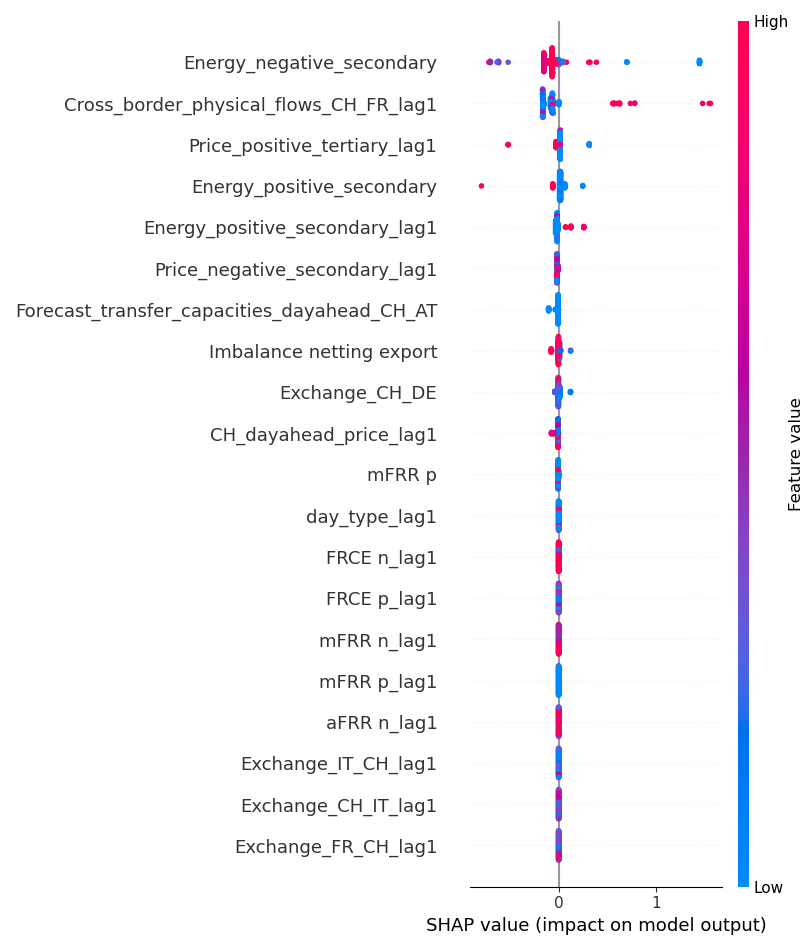 High
Energy_negative_secondary
Cross_border_physical_flows_CH_FR_lag1
Price_positive_tertiary_lag1
Energy_positive_secondary
Energy_positive_secondary_lag1
Price_negative_secondary_lag1
Forecast_transfer_capacities_dayahead_CH_AT
Imbalance netting export
Exchange_CH_DE
CH_dayahead_price_lag1
mFRR p
day_type_lag1
FRCE n_lag1
FRCE p_lag1
mFRR n_lag1
mFRR p_lag1
aFRR n_lag1
Exchange_IT_CH_lag1
Exchange_CH_IT_lag1
Exchange_FR_CH_lag1
Feature value
Low
0 1
SHAP value (impact on model output)